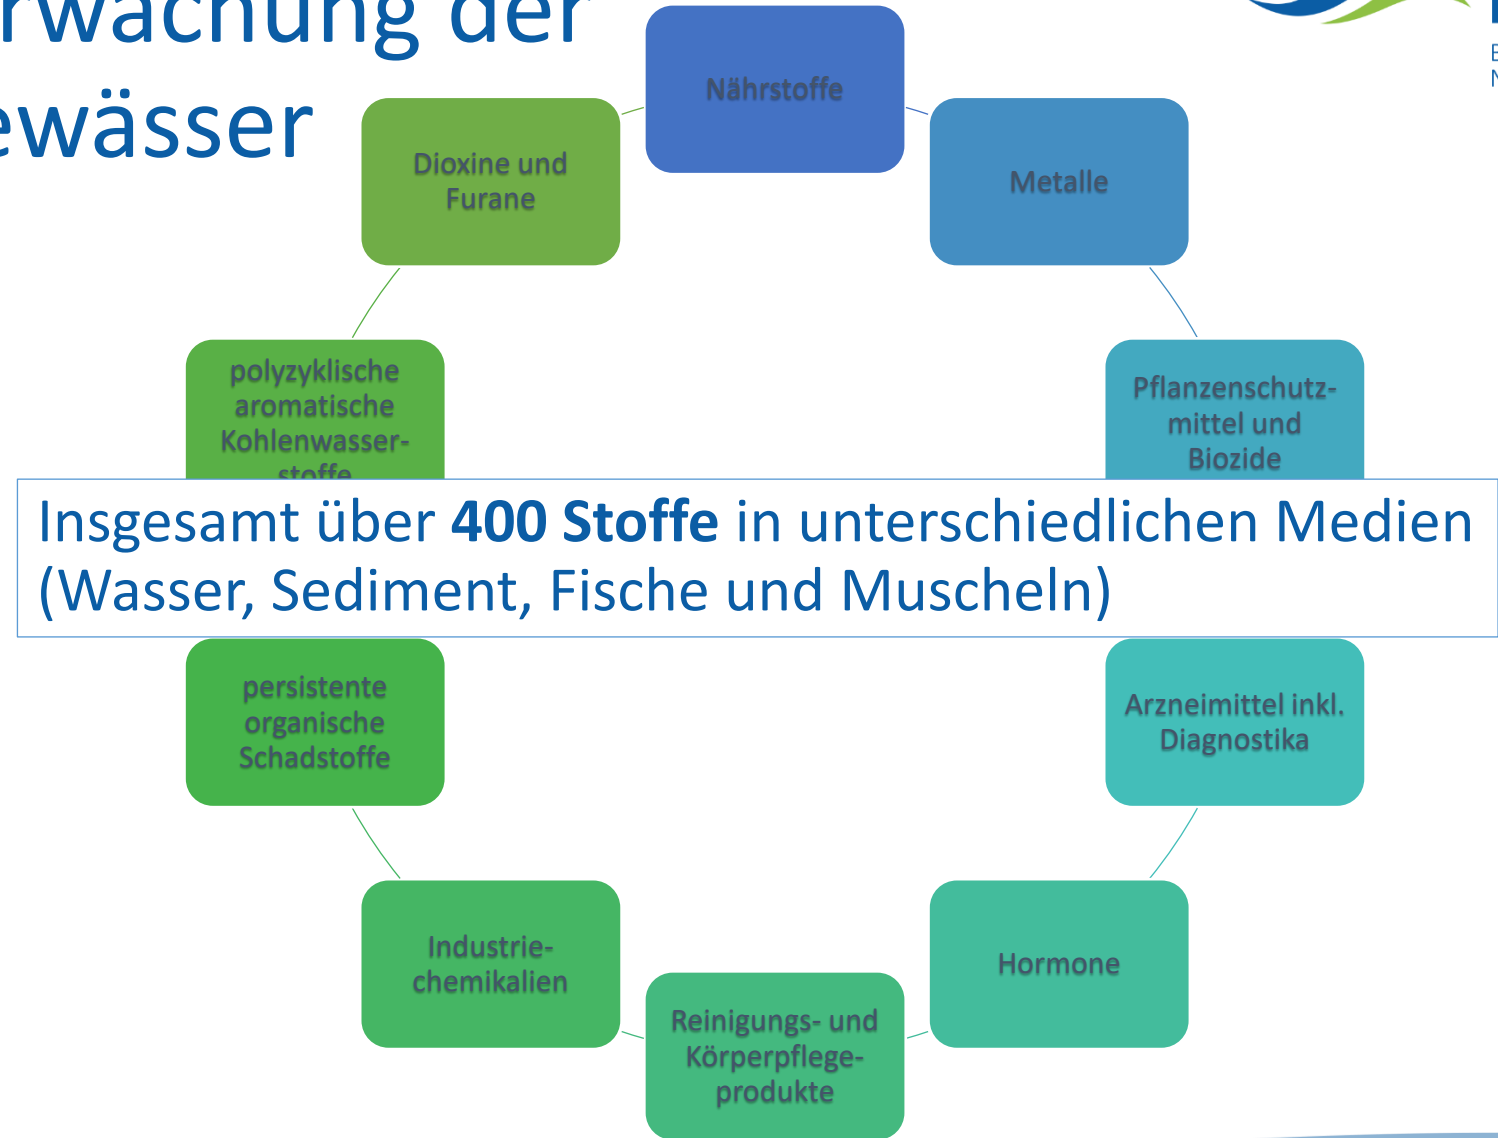 rwachung der
ewässer
Nährstoffe
Dioxine und
Furane
Metalle
polyzyklische
aromatische
Kohlenwasser-
stoffe
Pflanzenschutz-
mittel und
Biozide
Insgesamt über 400 Stoffe in unterschiedlichen Medien
(Wasser, Sediment, Fische und Muscheln)
persistente
organische
Schadstoffe
Arzneimittel inkl.
Diagnostika
Industrie-
chemikalien
Hormone
Reinigungs- und
Körperpflege-
produkte